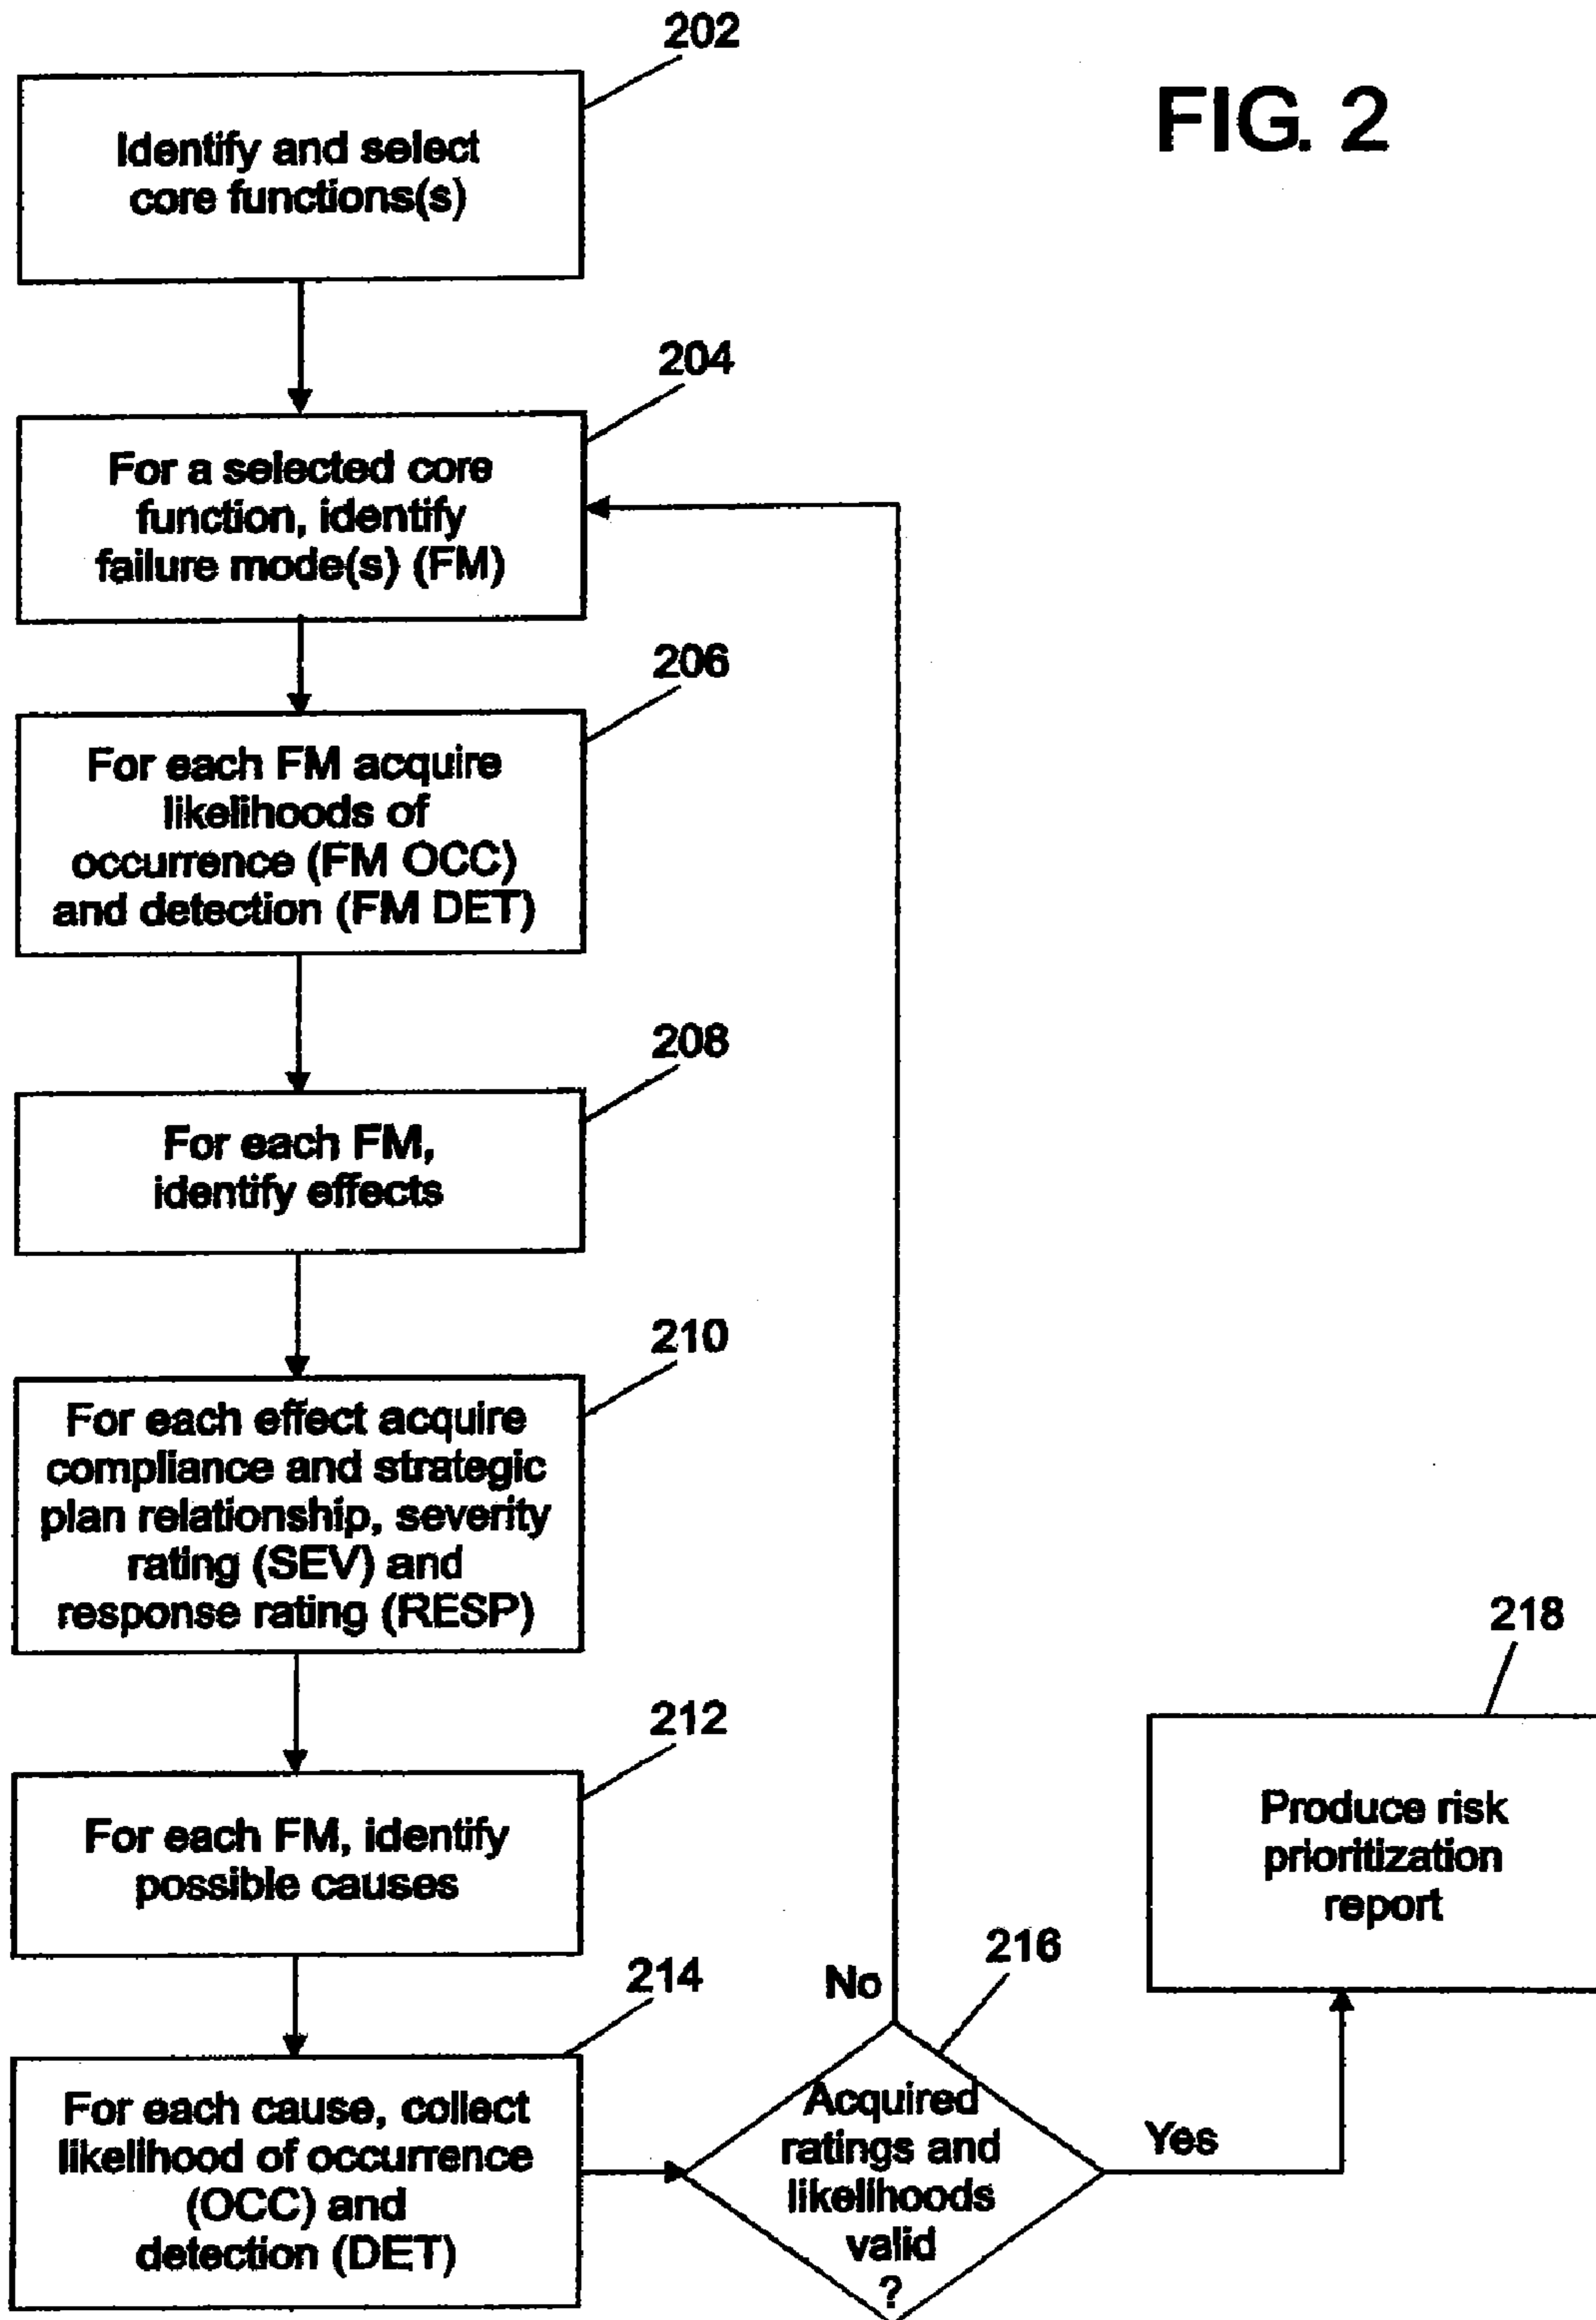 202
FIG. 2
Identify and select
core functions(s)
204
For a selected core
function, identify
failure mode(s) (FM)
206
For each FM acquire
likelihoods of
occurrence (FM OCC)
and detection (FM DET)
208
For each FM,
identify effects
210
For each effect acquire
compliance and strategic
plan relationship, severity
rating (SEV) and
response rating (RESP)
212
For each FM, identify
possible causes
214
For each cause, collect
likelihood of occurrence
(OCC) and
detection (DET)
No
216
Acquired
ratings and
likelihoods
valid
?
Yes
218
Produce risk
prioritization
report